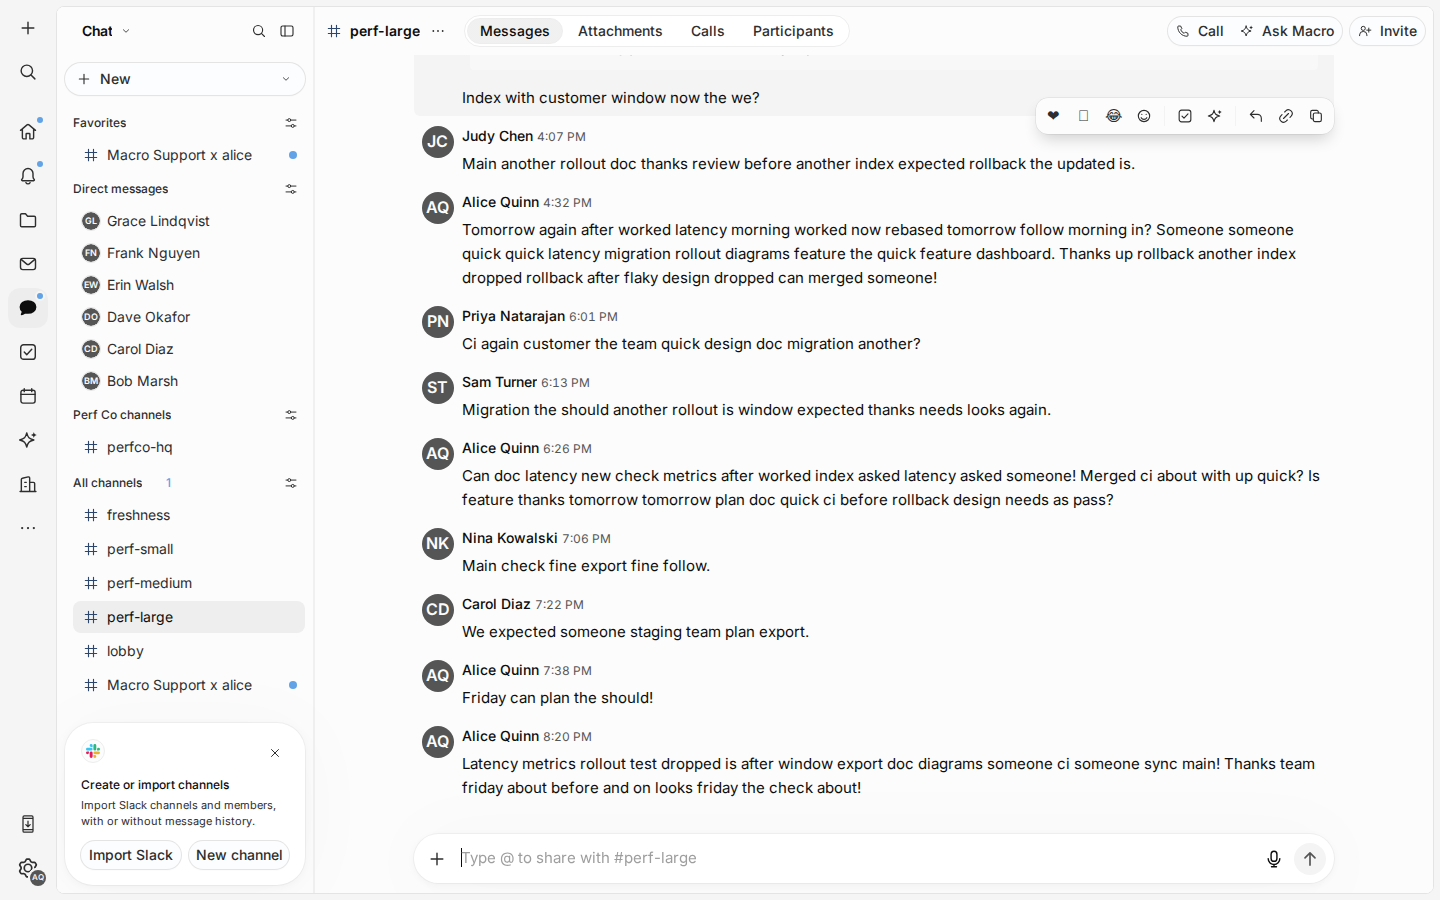 Chat
New
Favorites
Macro Support x alice
Direct messages
GL Grace Lindqvist
FN Frank Nguyen
EW Erin Walsh
DO Dave Okafor
CD Carol Diaz
BM Bob Marsh
Perf Co channels
perfco-hq
All channels 1
freshness
perf-small
perf-medium
perf-large
lobby
Macro Support x alice
Create or import channels
Import Slack channels and members,
with or without message history.
Import Slack New channel
AQ
perf-large ... Messages Attachments Calls Participants
Call Ask Macro Invite
Index with customer window now the we?
JC Judy Chen 4:07 PM
Main another rollout doc thanks review before another index expected rollback the updated is.
AQ Alice Quinn 4:32 PM
Tomorrow again after worked latency morning worked now rebased tomorrow follow morning in? Someone someone
quick quick latency migration rollout diagrams feature the quick feature dashboard. Thanks up rollback another index
dropped rollback after flaky design dropped can merged someone!
PN Priya Natarajan 6:01 PM
Ci again customer the team quick design doc migration another?
ST Sam Turner 6:13 PM
Migration the should another rollout is window expected thanks needs looks again.
AQ Alice Quinn 6:26 PM
Can doc latency new check metrics after worked index asked latency asked someone! Merged ci about with up quick? Is
feature thanks tomorrow tomorrow plan doc quick ci before rollback design needs as pass?
NK Nina Kowalski 7:06 PM
Main check fine export fine follow.
CD Carol Diaz 7:22 PM
We expected someone staging team plan export.
AQ Alice Quinn 7:38 PM
Friday can plan the should!
AQ Alice Quinn 8:20 PM
Latency metrics rollout test dropped is after window export doc diagrams someone ci someone sync main! Thanks team
friday about before and on looks friday the check about!
Type @ to share with #perf-large